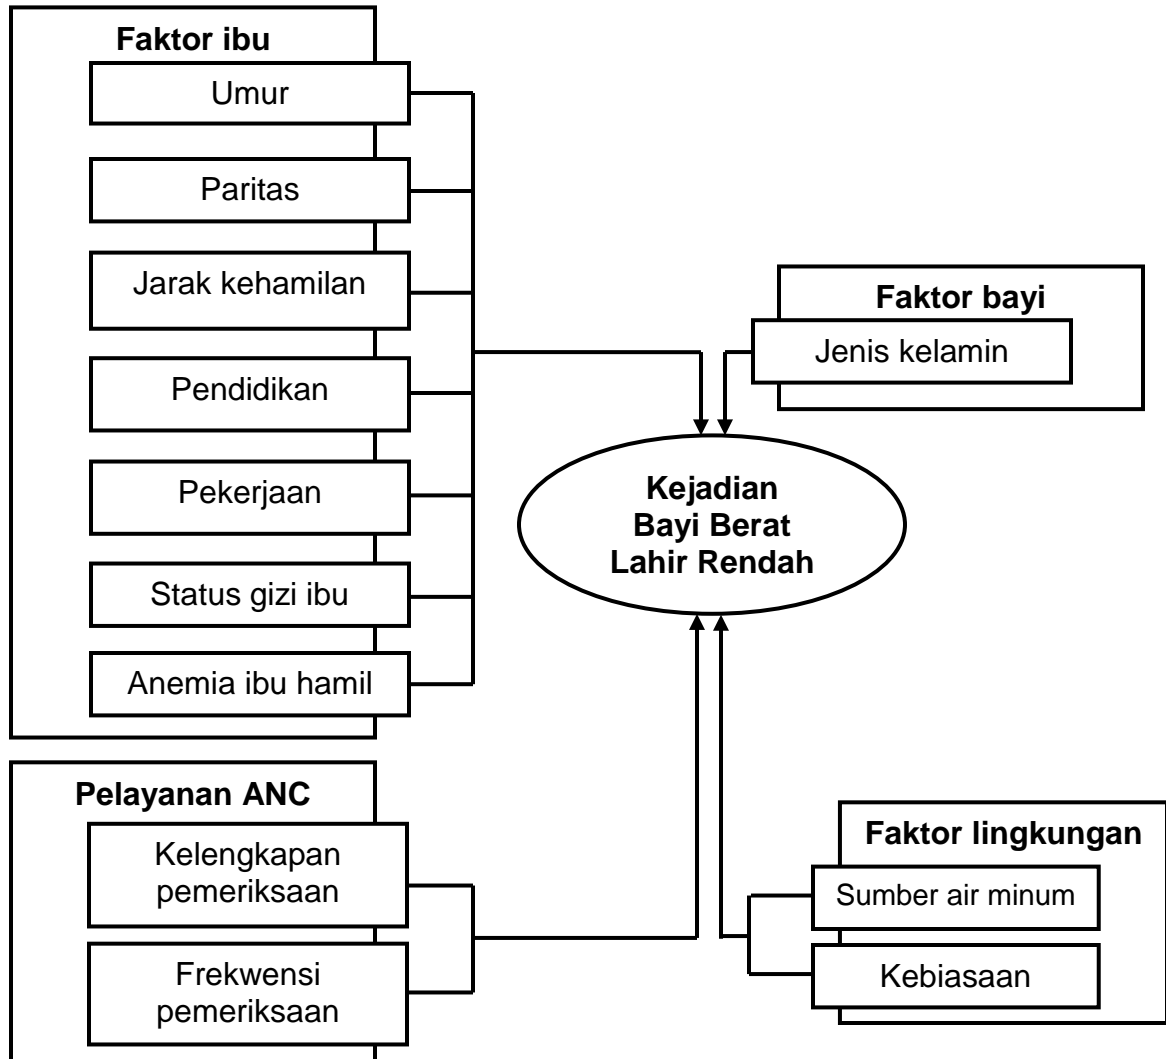 Faktor ibu
Umur
Paritas
Jarak kehamilan
Pendidikan
Pekerjaan
Status gizi ibu
Anemia ibu hamil
Pelayanan ANC
Kelengkapan
pemeriksaan
Frekwensi
pemeriksaan
Faktor bayi
Jenis kelamin
Kejadian
Bayi Berat
Lahir Rendah
Faktor lingkungan
Sumber air minum
Kebiasaan